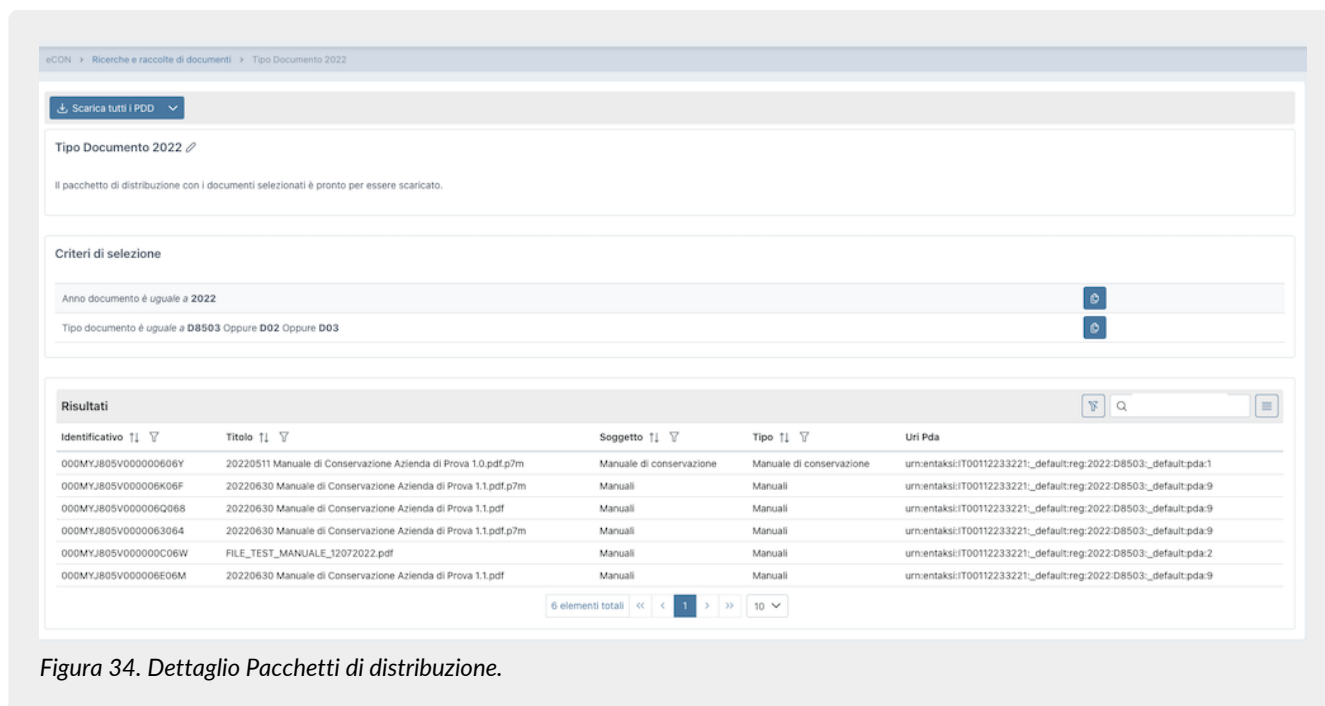 eCON > Ricerche e raccolte di documenti > Tipo Documento 2022
Scarica tutti i PDD
Tipo Documento 2022
Il pacchetto di distribuzione con i documenti selezionati è pronto per essere scaricato.
Criteri di selezione
Anno documento è uguale a 2022
Tipo documento è uguale a D8503 Oppure D02 Oppure D03
Risultati
Identificativo Titolo Soggetto Tipo Uri Pda
000MYJ805V000000606Y 20220511 Manuale di Conservazione Azienda di Prova 1.0.pdf.p7m Manuale di conservazione Manuale di conservazione urn:entaksi:IT00112233221:_default:reg:2022:D8503:_default:pda:1
000MYJ805V000006K06F 20220630 Manuale di Conservazione Azienda di Prova 1.1.pdf.p7m Manuali Manuali urn:entaksi:IT00112233221:_default:reg:2022:D8503:_default:pda:9
000MYJ805V000006Q068 20220630 Manuale di Conservazione Azienda di Prova 1.1.pdf Manuali Manuali urn:entaksi:IT00112233221:_default:reg:2022:D8503:_default:pda:9
000MYJ805V0000063064 20220630 Manuale di Conservazione Azienda di Prova 1.1.pdf.p7m Manuali Manuali urn:entaksi:IT00112233221:_default:reg:2022:D8503:_default:pda:9
000MYJ805V000000C06W FILE_TEST_MANUALE_12072022.pdf Manuali Manuali urn:entaksi:IT00112233221:_default:reg:2022:D8503:_default:pda:2
000MYJ805V000006E06M 20220630 Manuale di Conservazione Azienda di Prova 1.1.pdf Manuali Manuali urn:entaksi:IT00112233221:_default:reg:2022:D8503:_default:pda:9
6 elementi totali << < 1 > >> 10
Figura 34. Dettaglio Pacchetti di distribuzione.